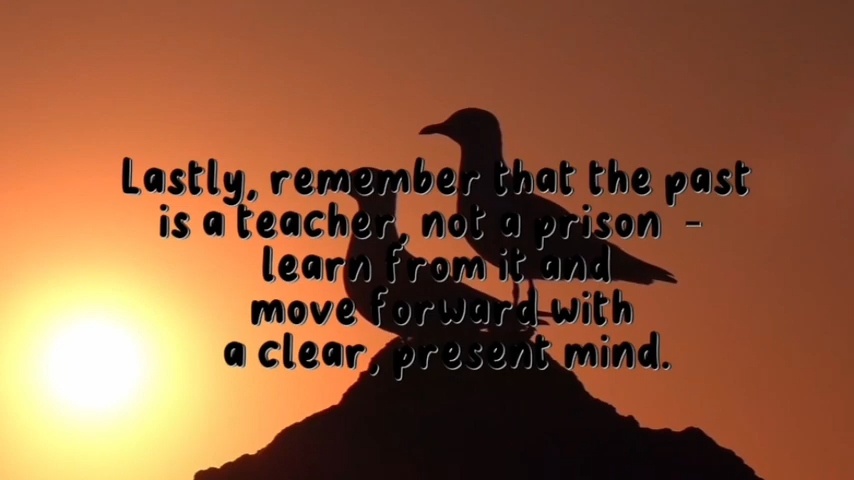 Lastly, remember that the past
is a teacher, not a prison -
learn from it and
move forward with
a clear, present mind.